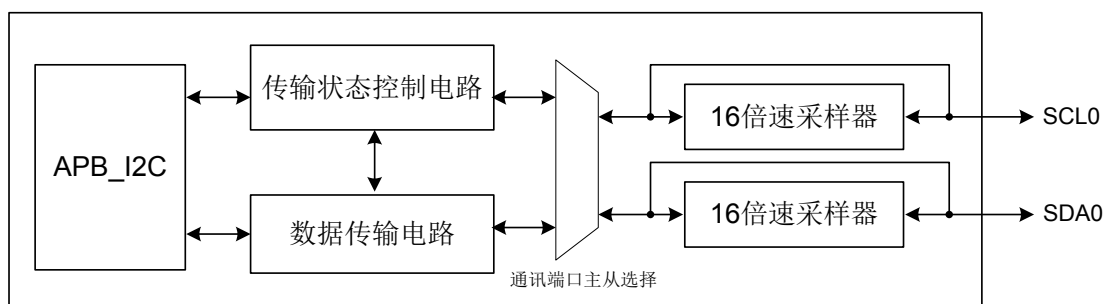 传输状态控制电路
APB_I2C
数据传输电路
通讯端口主从选择
16倍速采样器
SCL0
16倍速采样器
SDA0